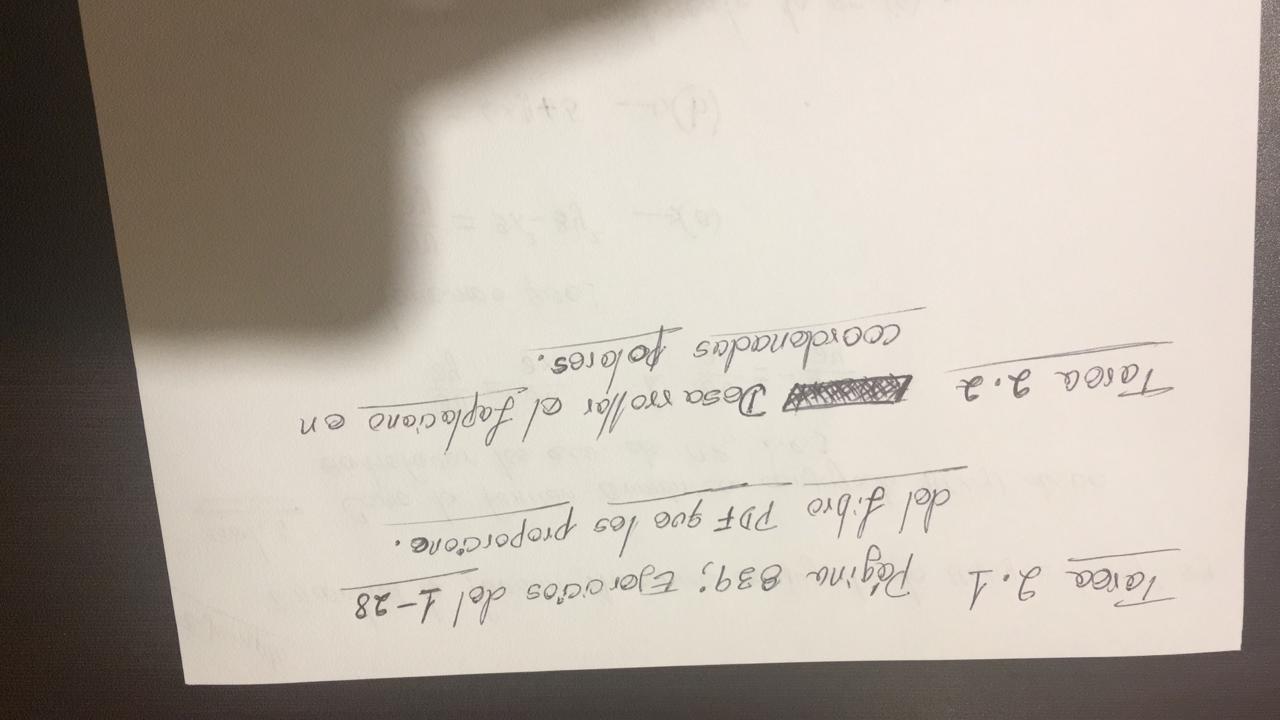 Tarea 2.1 Página 839; Ejercicios del 1-28
del Libro PDF que les proporcione.
Tarea 2.2 Desarrollar el Laplaciano en
coordenadas polares.